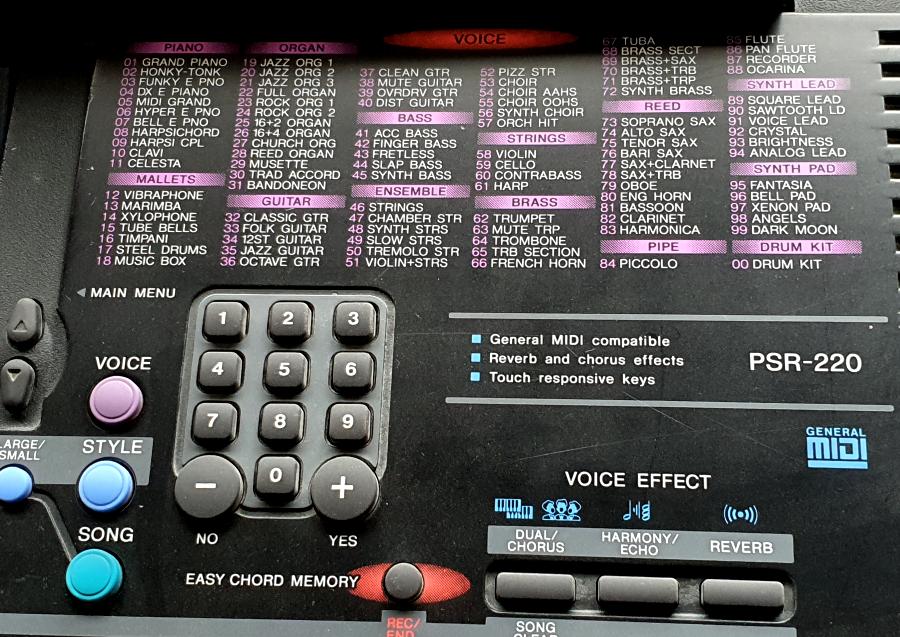 VOICE
PIANO
01 GRAND PIANO
02 HONKY-TONK
03 FUNKY E PNO
04 DX E PIANO
05 MIDI GRAND
06 HYPER E PNO
07 BELL E PNO
08 HARPSICHORD
09 HARPSI CPL
10 CLAVI
11 CELESTA
MALLETS
12 VIBRAPHONE
13 MARIMBA
14 XYLOPHONE
15 TUBE BELLS
16 TIMPANI
17 STEEL DRUMS
18 MUSIC BOX
ORGAN
19 JAZZ ORG 1
20 JAZZ ORG 2
21 JAZZ ORG 3
22 FULL ORGAN
23 ROCK ORG 1
24 ROCK ORG 2
25 16+2 ORGAN
26 16+4 ORGAN
27 CHURCH ORG
28 REED ORGAN
29 MUSETTE
30 TRAD ACCORD
31 BANDONEON
GUITAR
32 CLASSIC GTR
33 FOLK GUITAR
34 12ST GUITAR
35 JAZZ GUITAR
36 OCTAVE GTR
37 CLEAN GTR
38 MUTE GUITAR
39 OVRDRV GTR
40 DIST GUITAR
BASS
41 ACC BASS
42 FINGER BASS
43 FRETLESS
44 SLAP BASS
45 SYNTH BASS
ENSEMBLE
46 STRINGS
47 CHAMBER STR
48 SYNTH STRS
49 SLOW STRS
50 TREMOLO STR
51 VIOLIN+STRS
52 PIZZ STR
53 CHOIR
54 CHOIR AAHS
55 CHOIR OOHS
56 SYNTH CHOIR
57 ORCH HIT
STRINGS
58 VIOLIN
59 CELLO
60 CONTRABASS
61 HARP
BRASS
62 TRUMPET
63 MUTE TRP
64 TROMBONE
65 TRB SECTION
66 FRENCH HORN
67 TUBA
68 BRASS SECT
69 BRASS+SAX
70 BRASS+TRB
71 BRASS+TRP
72 SYNTH BRASS
REED
73 SOPRANO SAX
74 ALTO SAX
75 TENOR SAX
76 BARI SAX
77 SAX+CLARNET
78 SAX+TRB
79 OBOE
80 ENG HORN
81 BASSOON
82 CLARINET
83 HARMONICA
PIPE
84 PICCOLO
85 FLUTE
86 PAN FLUTE
87 RECORDER
88 OCARINA
SYNTH LEAD
89 SQUARE LEAD
90 SAWTOOTH LD
91 VOICE LEAD
92 CRYSTAL
93 BRIGHTNESS
94 ANALOG LEAD
SYNTH PAD
95 FANTASIA
96 BELL PAD
97 XENON PAD
98 ANGELS
99 DARK MOON
DRUM KIT
00 DRUM KIT
MAIN MENU
1 2 3
4 5 6
7 8 9
− 0 +
NO YES
VOICE
LARGE/
SMALL
STYLE
SONG
EASY CHORD MEMORY
REC/
END
General MIDI compatible
Reverb and chorus effects
Touch responsive keys
PSR-220
GENERAL
MIDI
VOICE EFFECT
DUAL/
CHORUS
HARMONY/
ECHO
REVERB
SONG